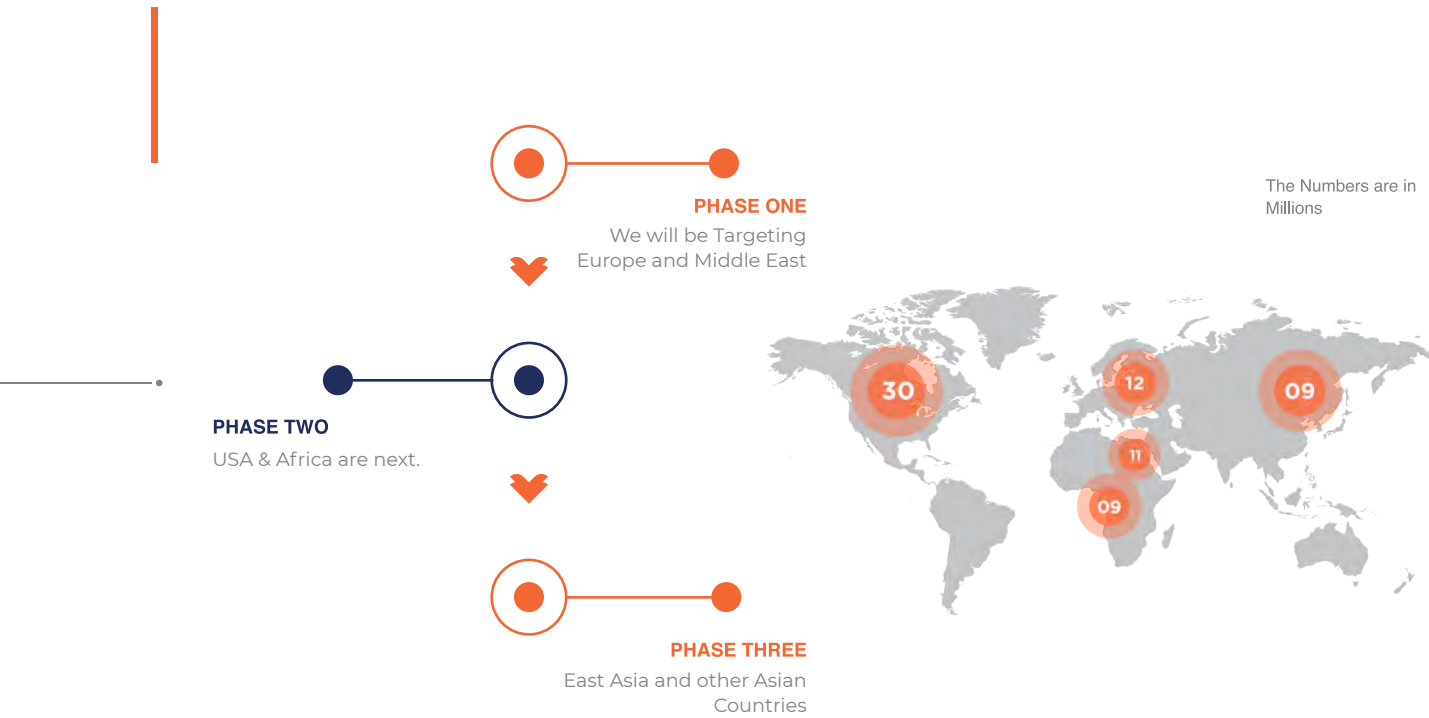 PHASE ONE
We will be Targeting
Europe and Middle East
PHASE TWO
USA & Africa are next.
PHASE THREE
East Asia and other Asian
Countries
The Numbers are in
Millions
30
12
09
11
09